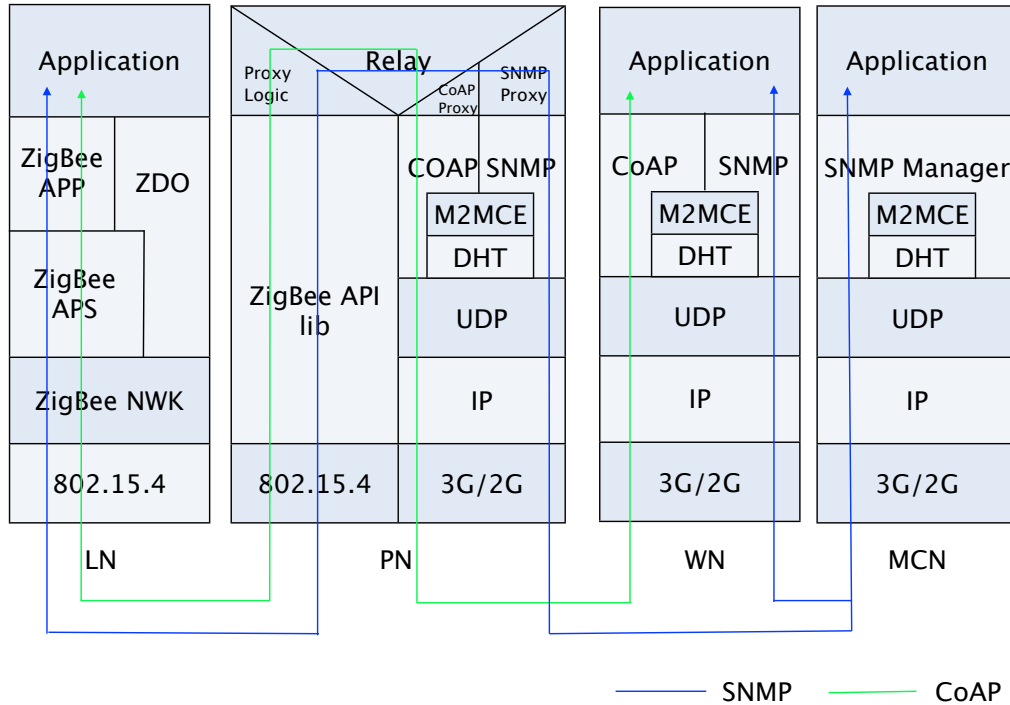 Application
ZigBee
APP
ZDO
ZigBee
APS
ZigBee NWK
802.15.4
LN
Relay
Proxy
Logic
CoAP
Proxy
SNMP
Proxy
ZigBee API
lib
COAP
SNMP
M2MCE
DHT
UDP
IP
802.15.4
3G/2G
PN
Application
CoAP
SNMP
M2MCE
DHT
UDP
IP
3G/2G
WN
Application
SNMP Manager
M2MCE
DHT
UDP
IP
3G/2G
MCN
SNMP
CoAP